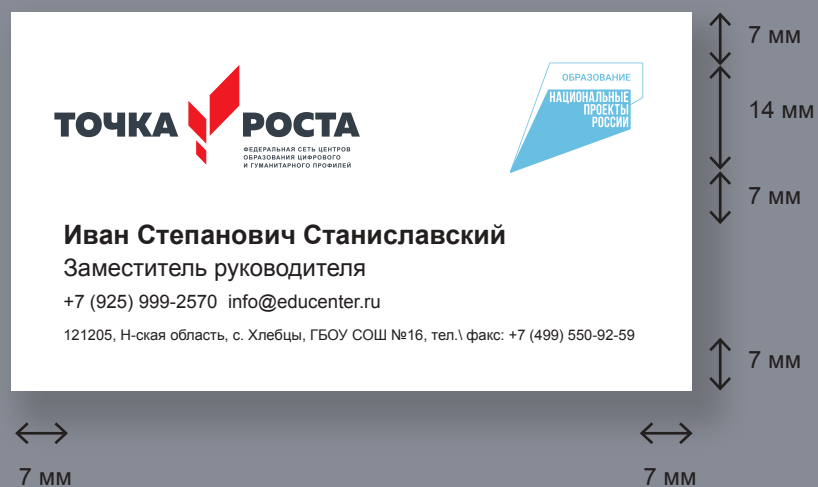 7 мм
ТОЧКА РОСТА
ФЕДЕРАЛЬНАЯ СЕТЬ ЦЕНТРОВ
ОБРАЗОВАНИЯ ЦИФРОВОГО
И ГУМАНИТАРНОГО ПРОФИЛЕЙ
ОБРАЗОВАНИЕ
НАЦИОНАЛЬНЫЕ
ПРОЕКТЫ
РОССИИ
14 мм
7 мм
Иван Степанович Станиславский
Заместитель руководителя
+7 (925) 999-2570 info@educenter.ru
121205, Н-ская область, с. Хлебцы, ГБОУ СОШ №16, тел.\ факс: +7 (499) 550-92-59
7 мм
7 мм
7 мм